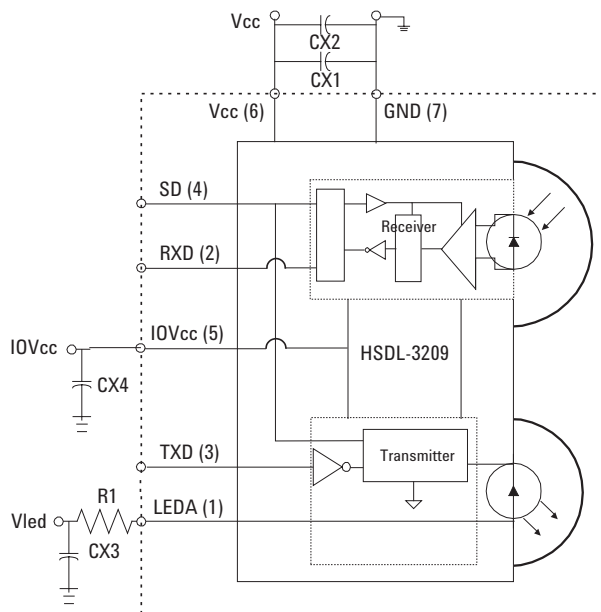 Vcc
CX2
CX1
Vcc (6)
GND (7)
SD (4)
Receiver
RXD (2)
IOVcc (5)
IOVcc
HSDL-3209
CX4
TXD (3)
Transmitter
R1
Vled
LEDA (1)
CX3